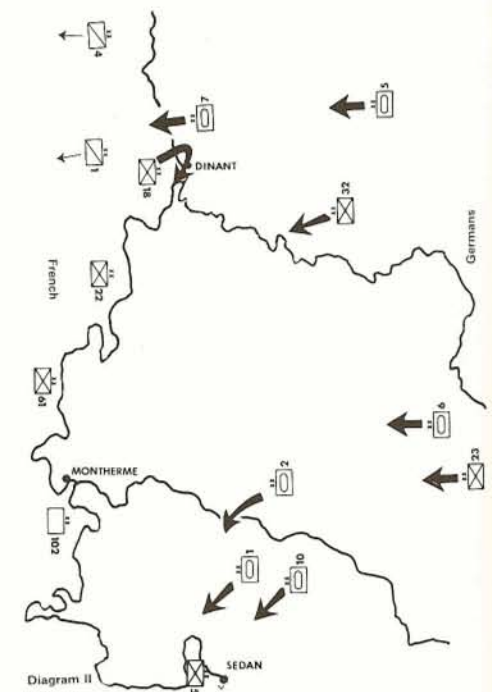 4
1
7
5
DINANT
18
32
Germans
22
French
61
6
23
MONTHERME
102
2
1
10
SEDAN
Diagram II